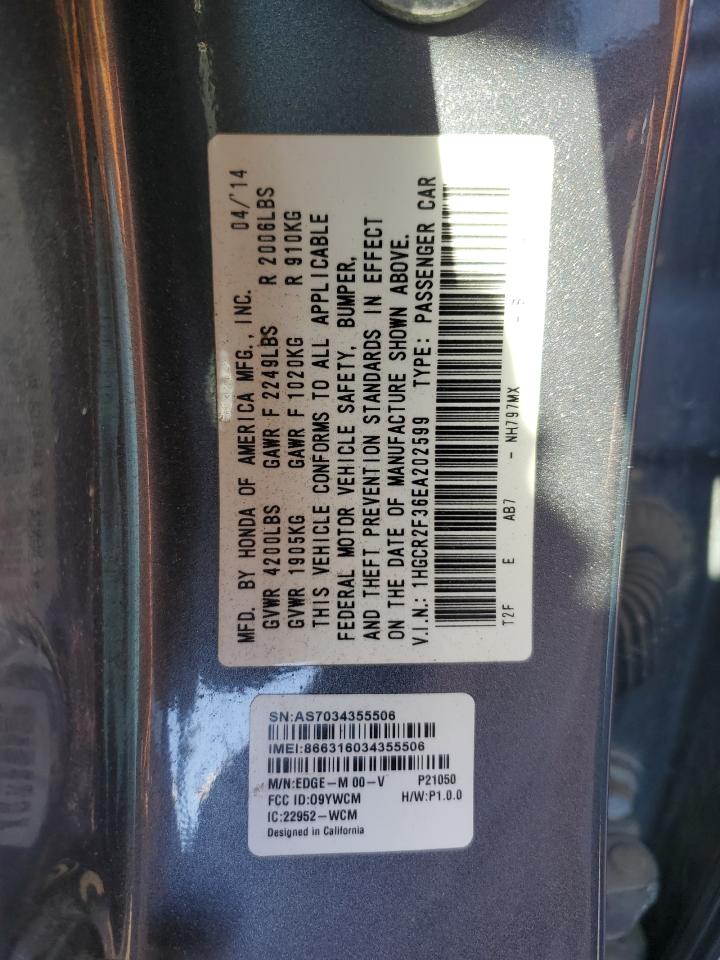 MFD. BY HONDA OF AMERICA MFG., INC. 04/'14
GVWR 4200LBS GAWR F 2249LBS R 2006LBS
GVWR 1905KG GAWR F 1020KG R 910KG
THIS VEHICLE CONFORMS TO ALL APPLICABLE
FEDERAL MOTOR VEHICLE SAFETY, BUMPER,
AND THEFT PREVENTION STANDARDS IN EFFECT
ON THE DATE OF MANUFACTURE SHOWN ABOVE.
V.I.N.: 1HGCR2F36EA202599 TYPE: PASSENGER CAR
T2F E AB7 - NH797MX
SN:AS7034355506
IMEI:866316034355506
M/N:EDGE-M 00-V P21050
FCC ID:O9YWCM H/W:P1.0.0
IC:22952-WCM
Designed in California